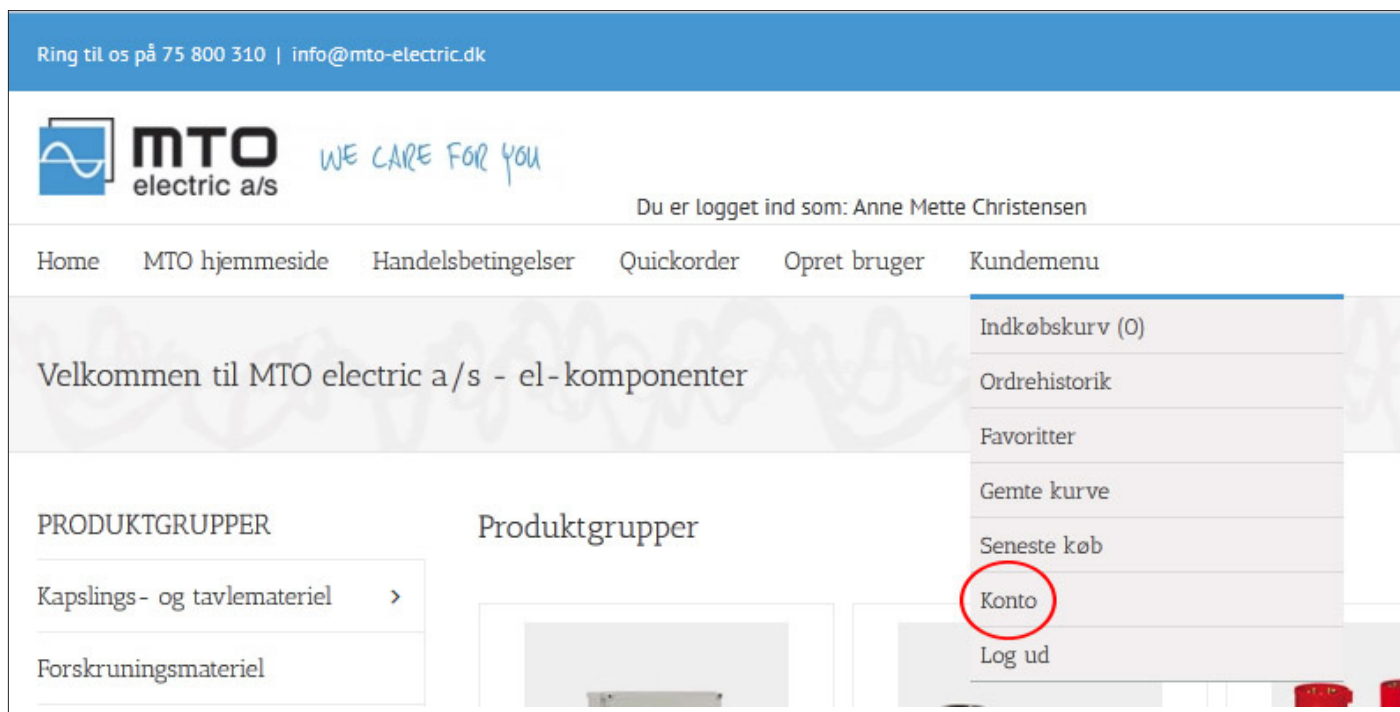 Ring til os på 75 800 310 | info@mto-electric.dk
mTO
electric a/s
WE CARE FOR YOU
Du er logget ind som: Anne Mette Christensen
Home MTO hjemmeside Handelsbetingelser Quickorder Opret bruger Kundemenu
Indkøbskurv (0)
Ordrehistorik
Favoritter
Gemte kurve
Seneste køb
Konto
Log ud
Velkommen til MTO electric a/s - el-komponenter
PRODUKTGRUPPER
Kapslings- og tavlemateriel
Forskruningsmateriel
Produktgrupper